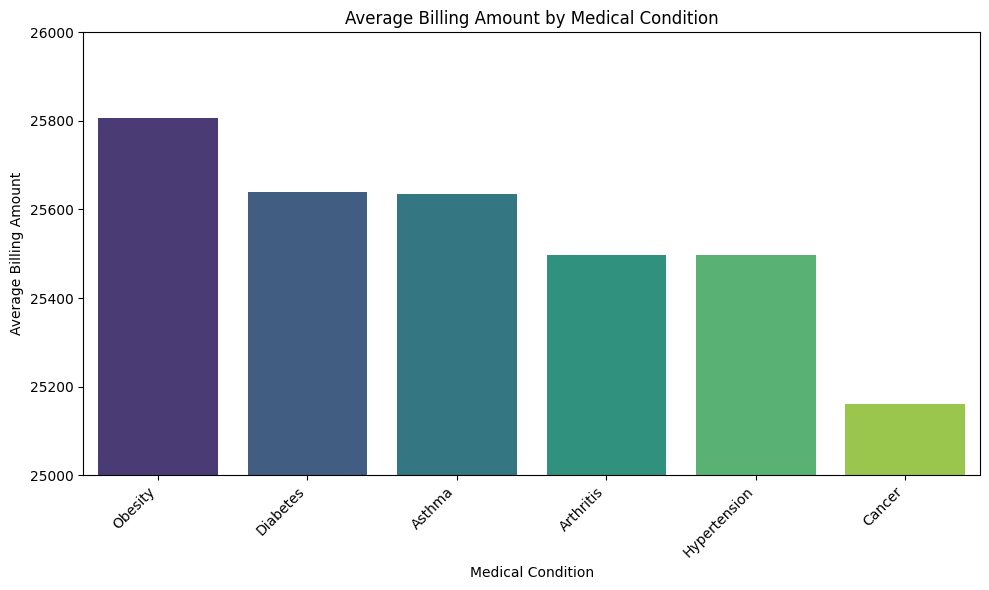 Average Billing Amount by Medical Condition
26000
25800
25600
25400
25200
25000
Average Billing Amount
Obesity
Diabetes
Asthma
Arthritis
Hypertension
Cancer
Medical Condition